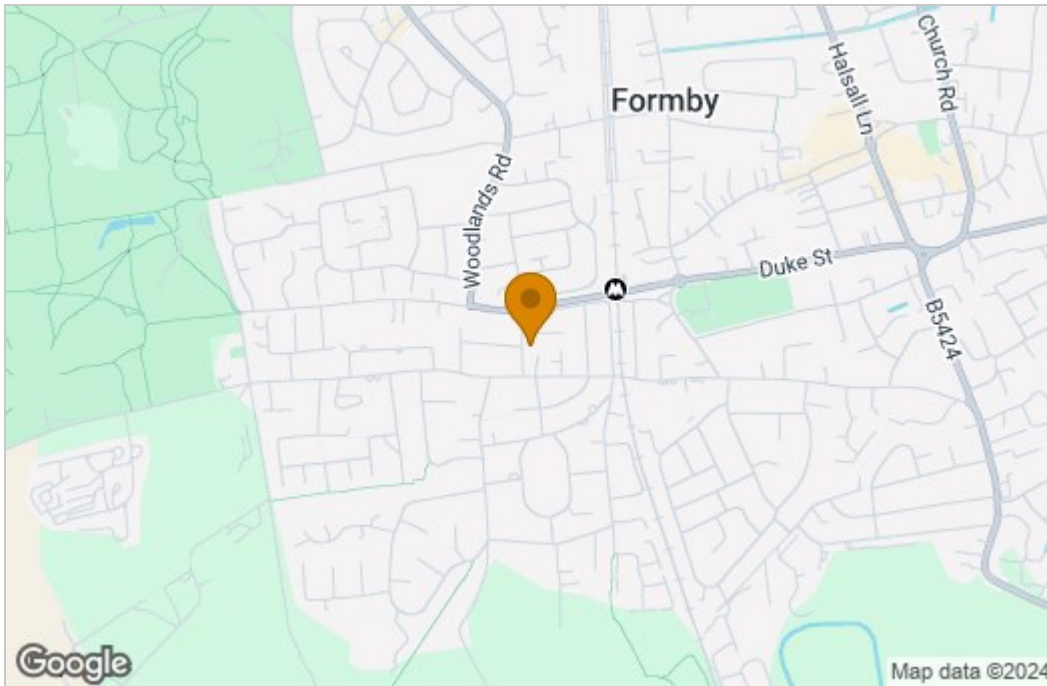 Formby
Halsall Ln
Church Rd
Woodlands Rd
Duke St
M
B5424
Google
Map data ©2024